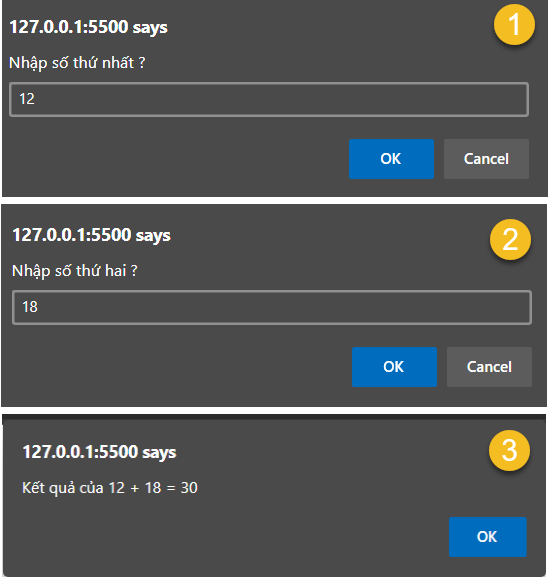 127.0.0.1:5500 says
1
Nhập số thứ nhất ?
12
OK Cancel
127.0.0.1:5500 says
2
Nhập số thứ hai ?
18
OK Cancel
127.0.0.1:5500 says
3
Kết quả của 12 + 18 = 30
OK